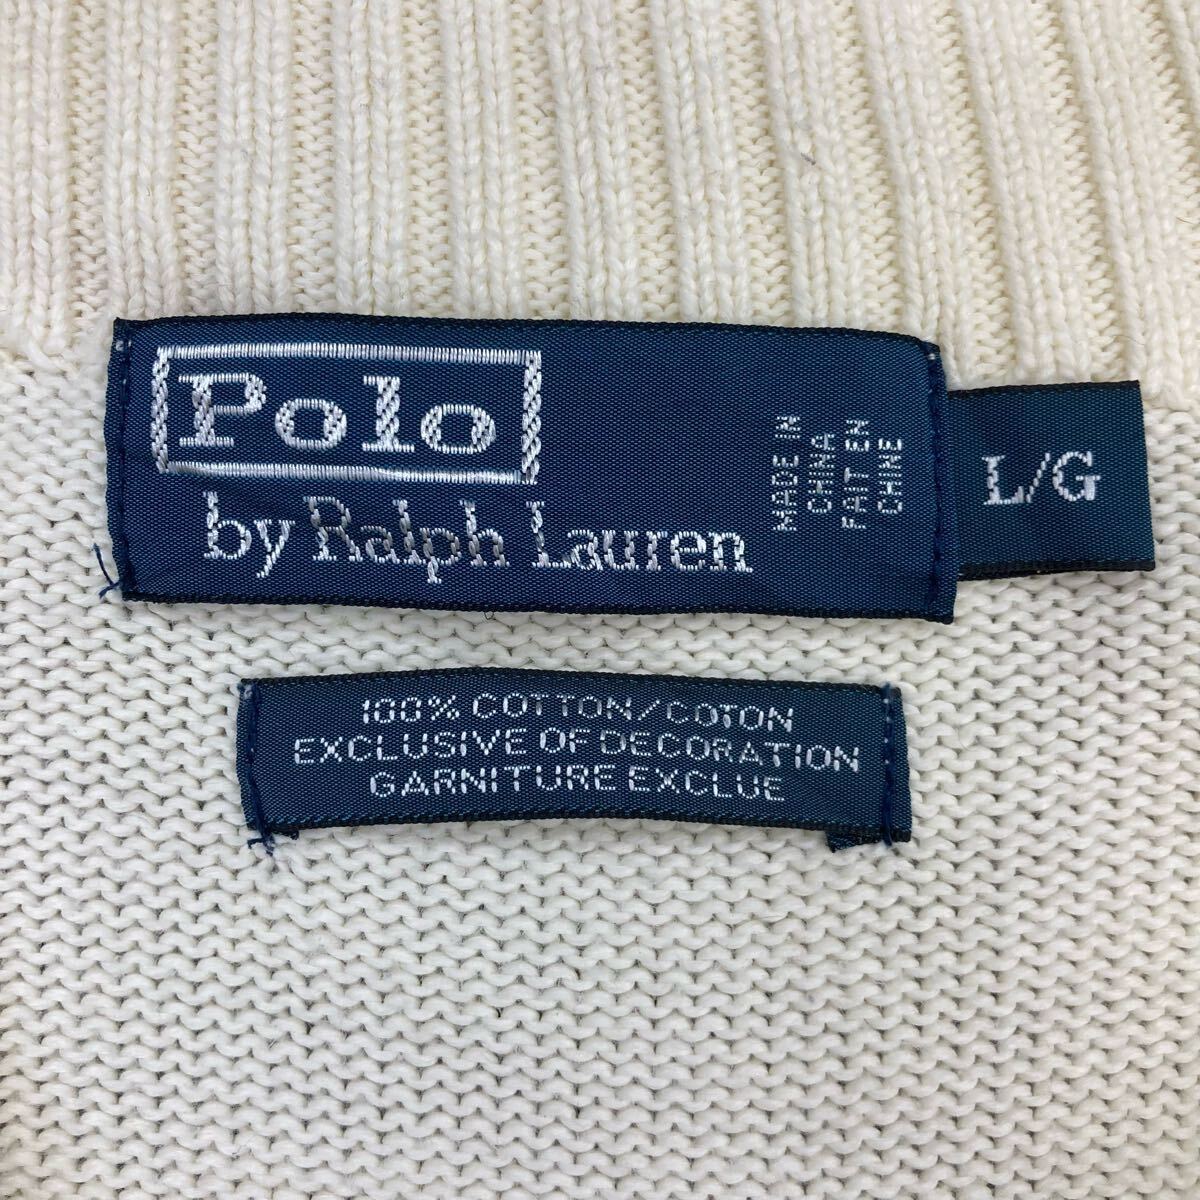 Polo
by Ralph Lauren
MADE IN
CHINA
FAIT EN
CHINE
L/G
100% COTTON/COTON
EXCLUSIVE OF DECORATION
GARNITURE EXCLUE